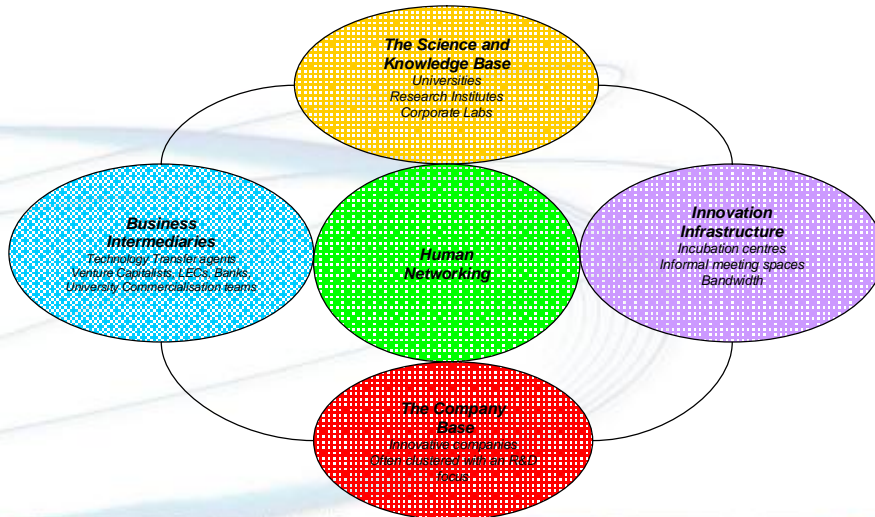 The Science and
Knowledge Base
Universities
Research Institutes
Corporate Labs
Business
Intermediaries
Technology Transfer agents
Venture Capitalists, LECs, Banks,
University Commercialisation teams
Human
Networking
Innovation
Infrastructure
Incubation centres
Informal meeting spaces
Bandwidth
The Company
Base
Innovative companies
Often clustered with an R&D
focus